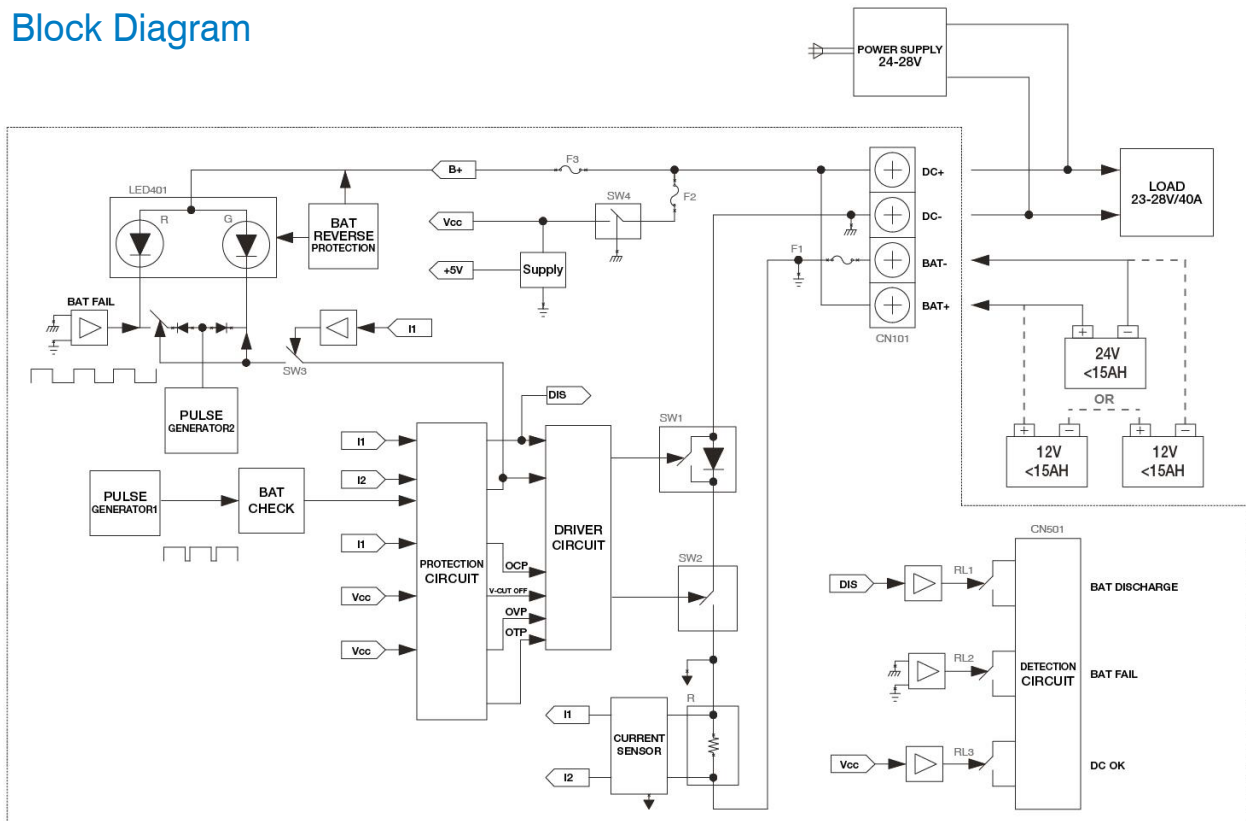 Block Diagram
POWER SUPPLY
24-28V
LOAD
23-28V/40A
B+
F3
F2
DC+
DC-
BAT-
BAT+
CN101
LED401
R
G
BAT
REVERSE
PROTECTION
Vcc
SW4
+5V
Supply
F1
BAT FAIL
I1
SW3
PULSE
GENERATOR2
24V
<15AH
OR
12V
<15AH
12V
<15AH
+
-
+
-
+
-
DIS
SW1
I1
I2
PULSE
GENERATOR1
BAT
CHECK
I1
Vcc
Vcc
PROTECTION
CIRCUIT
OCP
V-CUT OFF
OVP
OTP
DRIVER
CIRCUIT
SW2
R
I1
CURRENT
SENSOR
I2
CN501
DIS
RL1
BAT DISCHARGE
RL2
DETECTION
CIRCUIT
BAT FAIL
Vcc
RL3
DC OK